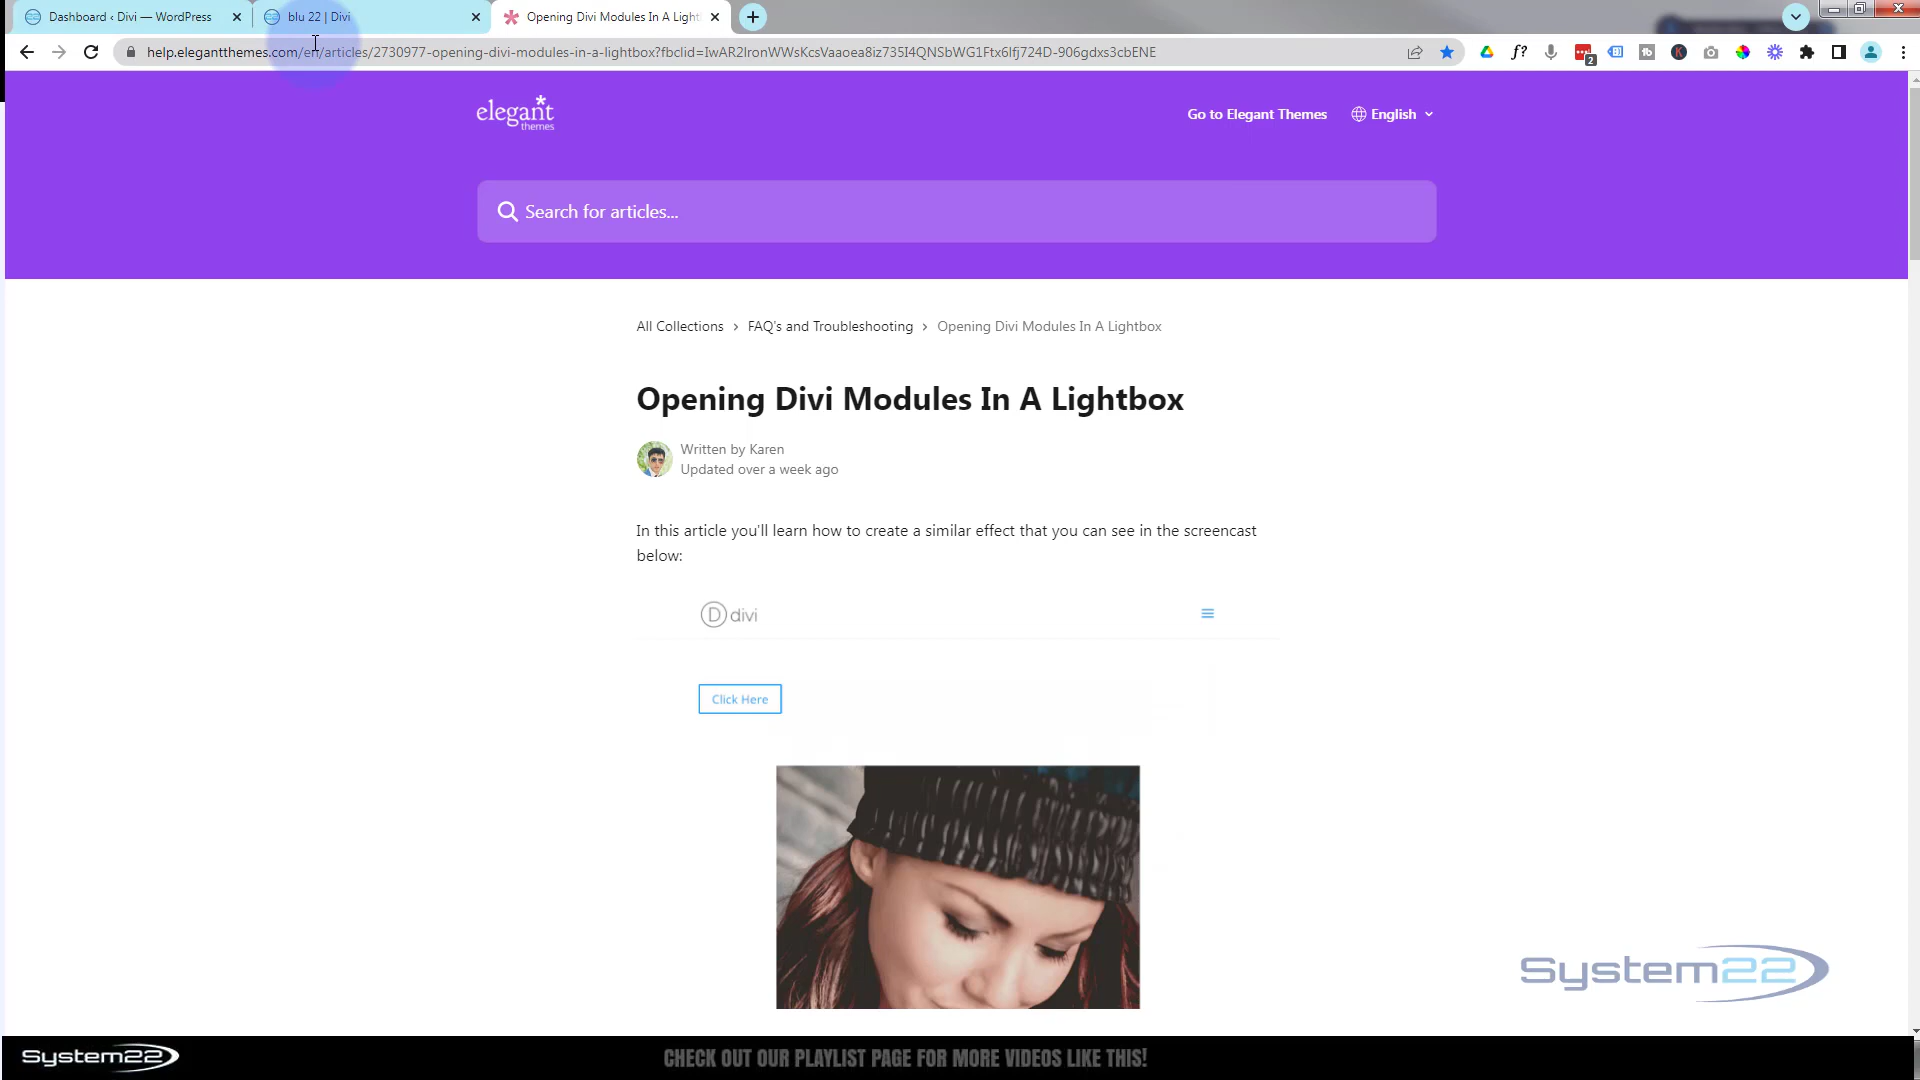 Dashboard ‹ Divi — WordPress
blu 22 | Divi
Opening Divi Modules In A Light
help.elegantthemes.com/en/articles/2730977-opening-divi-modules-in-a-lightbox?fbclid=IwAR2IronWWsKcsVaaoea8iz735I4QNSbWG1Ftx6lfj724D-906gdxs3cbENE
f?
2
elegant
themes
Go to Elegant Themes
English
Search for articles...
All Collections > FAQ's and Troubleshooting > Opening Divi Modules In A Lightbox
Opening Divi Modules In A Lightbox
Written by Karen
Updated over a week ago
In this article you'll learn how to create a similar effect that you can see in the screencast
below:
D divi
Click Here
System22
System22
CHECK OUT OUR PLAYLIST PAGE FOR MORE VIDEOS LIKE THIS!